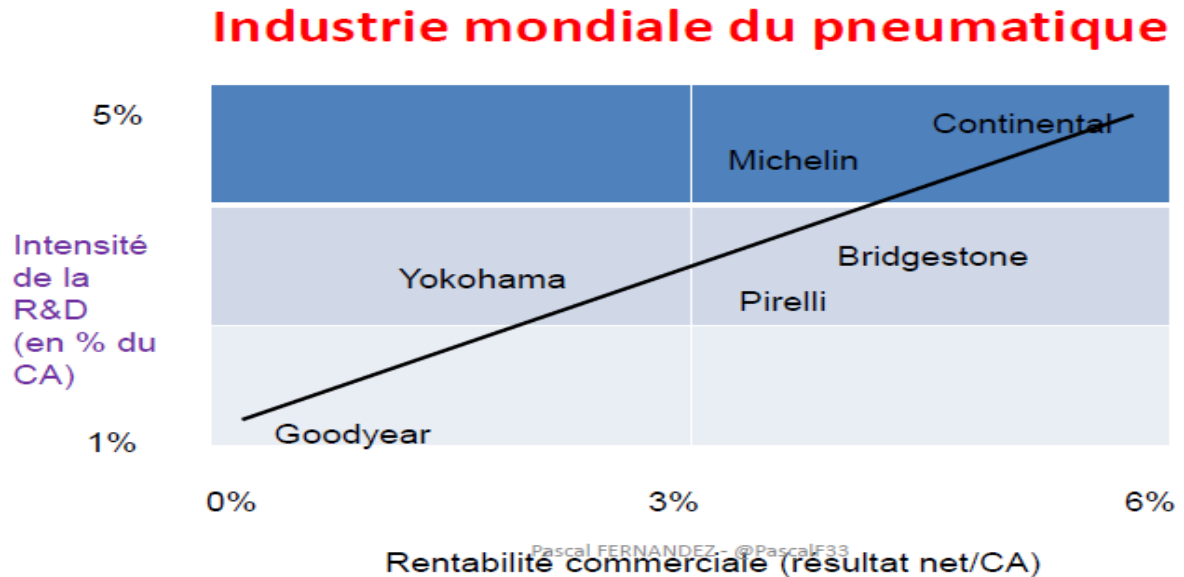 Industrie mondiale du pneumatique
5%
Continental
Michelin
Intensité
de la
R&D
(en % du
CA)
Bridgestone
Yokohama
Pirelli
Goodyear
1%
0%
3%
6%
Pascal FERNANDEZ - @PascalF33
Rentabilité commerciale (résultat net/CA)